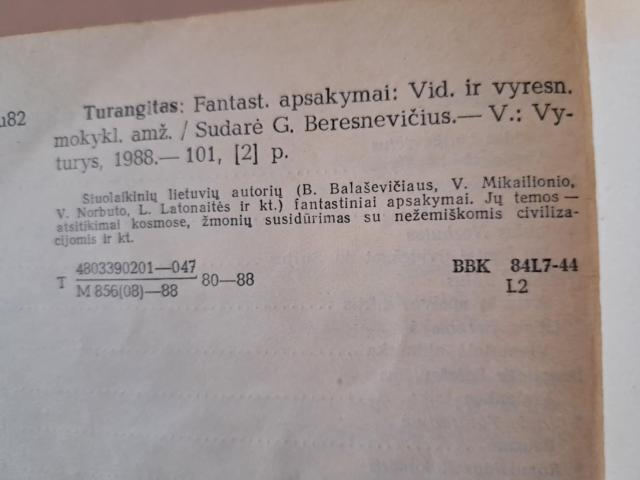 u82
Turangitas: Fantast. apsakymai: Vid. ir vyresn.
mokykl. amž. / Sudarė G. Beresnevičius.— V.: Vy-
turys, 1988.— 101, [2] p.
Šiuolaikinių lietuvių autorių (B. Balaševičiaus, V. Mikailionio,
V. Norbuto, L. Latonaitės ir kt.) fantastiniai apsakymai. Jų temos —
atsitikimai kosmose, žmonių susidūrimas su nežemiškomis civiliza-
cijomis ir kt.
T 4803390201—047
M 856(08)—88 80—88
BBK 84L7-44
L2